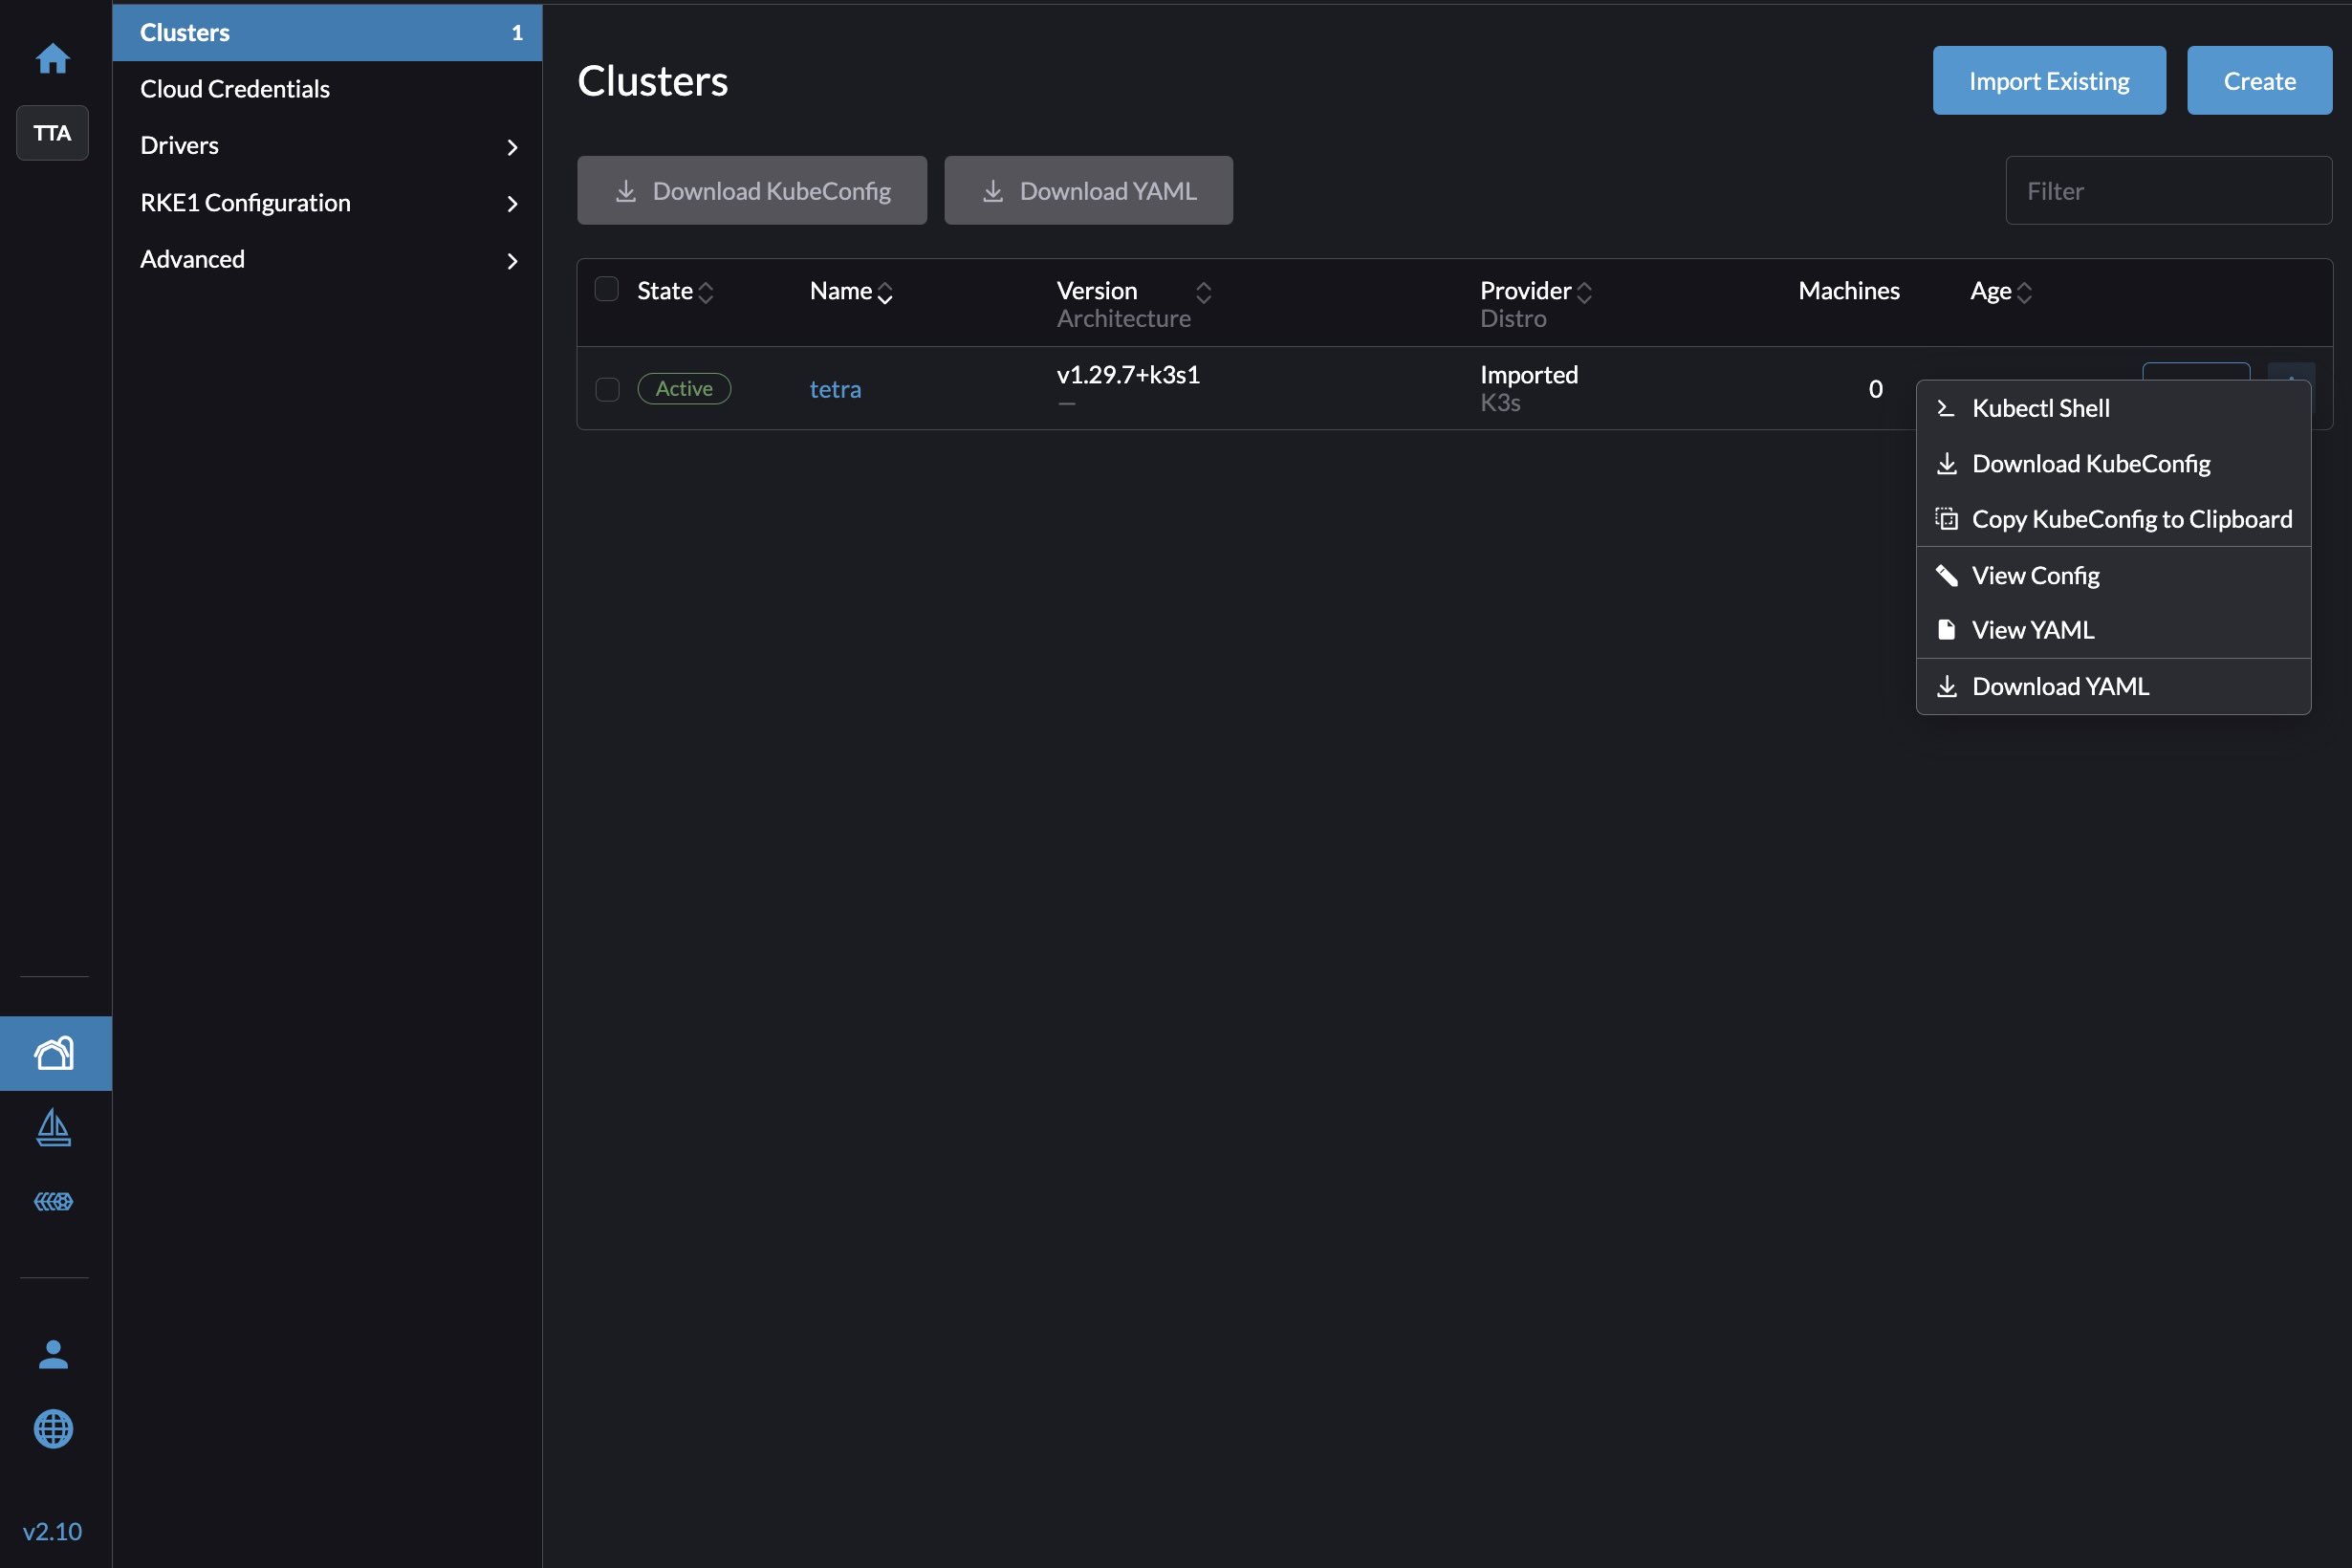 Clusters 1
TTA
Cloud Credentials
Drivers
RKE1 Configuration
Advanced
v2.10
Clusters
Import Existing
Create
Download KubeConfig
Download YAML
Filter
State Name Version Provider Machines Age
Architecture Distro
Active tetra v1.29.7+k3s1 Imported 0
— K3s
Kubectl Shell
Download KubeConfig
Copy KubeConfig to Clipboard
View Config
View YAML
Download YAML